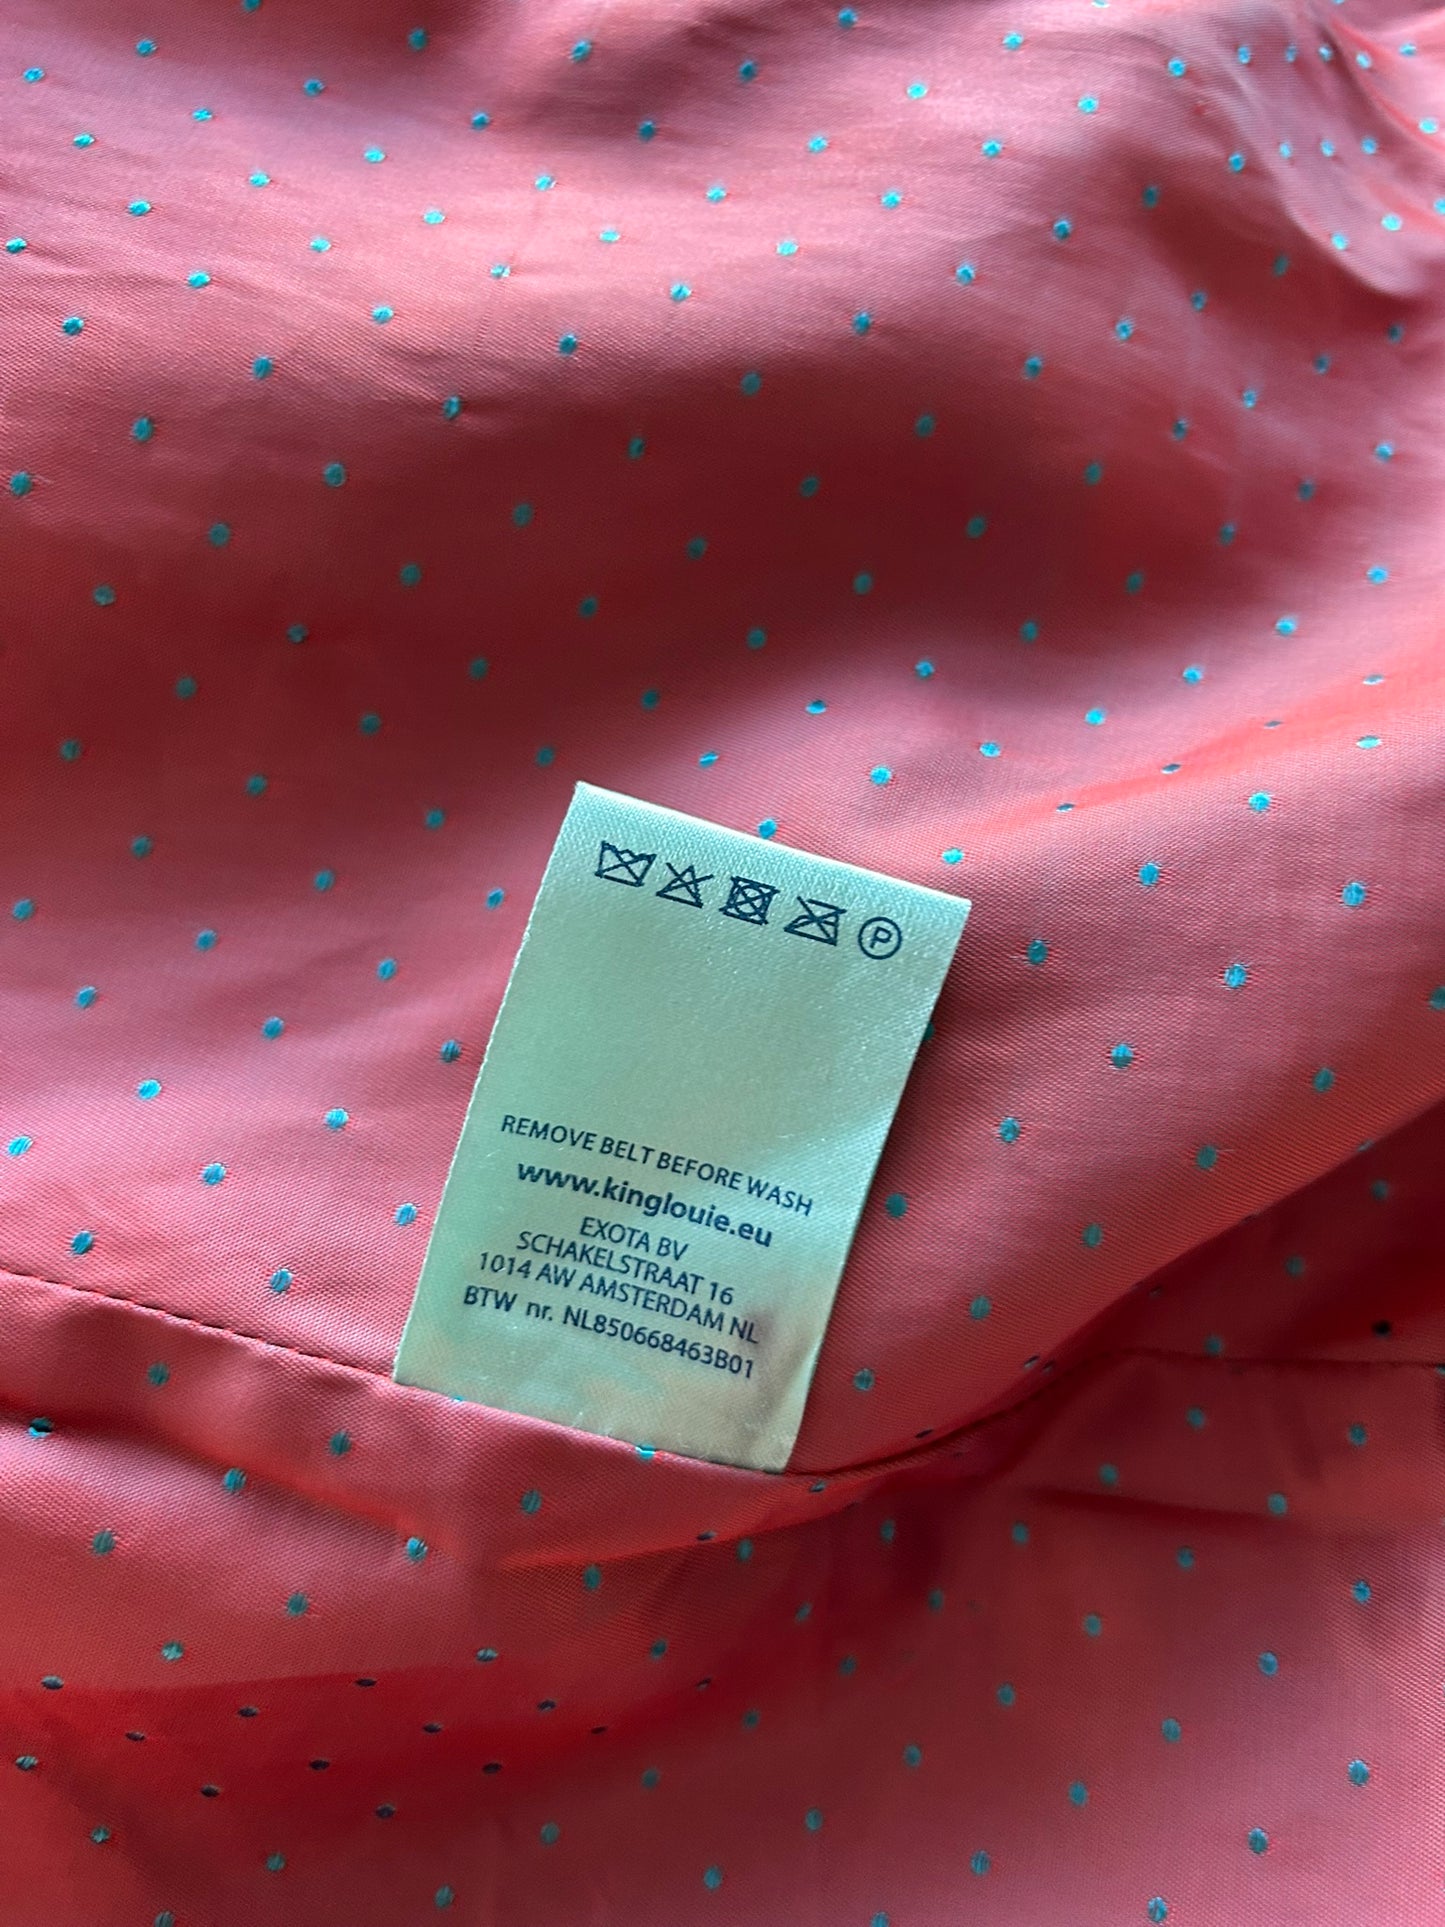 P
REMOVE BELT BEFORE WASH
www.kinglouie.eu
EXOTA BV
SCHAKELSTRAAT 16
1014 AW AMSTERDAM NL
BTW nr. NL850668463B01